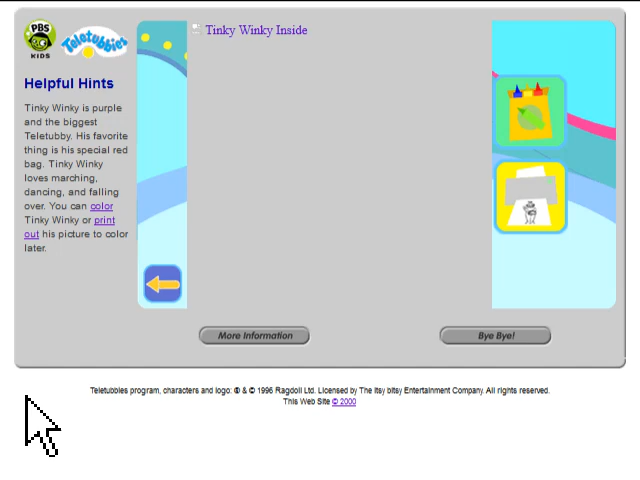 PBS
KIDS
Teletubbies
Tinky Winky Inside
Helpful Hints
Tinky Winky is purple
and the biggest
Teletubby. His favorite
thing is his special red
bag. Tinky Winky
loves marching,
dancing, and falling
over. You can color
Tinky Winky or print
out his picture to color
later.
More Information
Bye Bye!
Teletubbies program, characters and logo: ® & © 1996 Ragdoll Ltd. Licensed by The itsy bitsy Entertainment Company. All rights reserved.
This Web Site © 2000